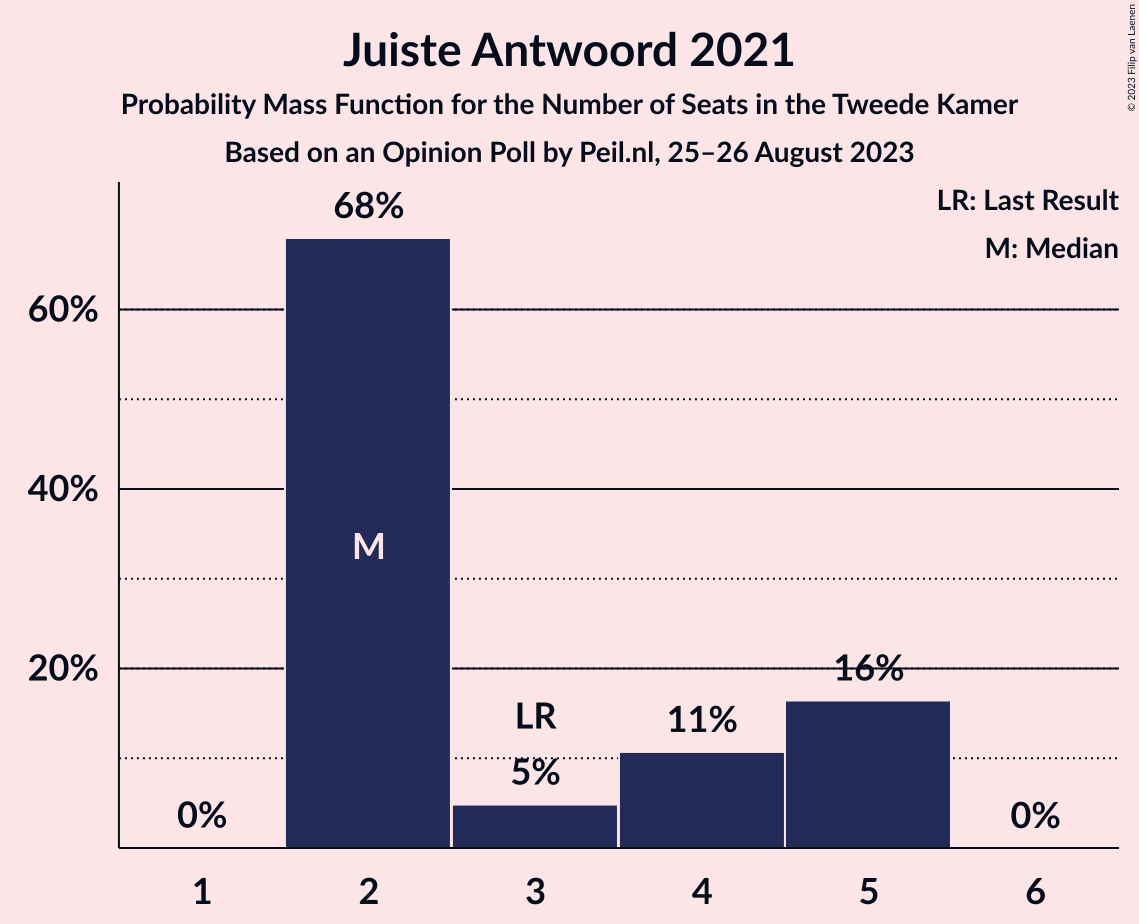 Juiste Antwoord 2021
Probability Mass Function for the Number of Seats in the Tweede Kamer
Based on an Opinion Poll by Peil.nl, 25–26 August 2023
© 2023 Filip van Laenen
LR: Last Result
M: Median
68%
60%
40%
M
20%
16%
LR
11%
5%
0%
0%
1 2 3 4 5 6